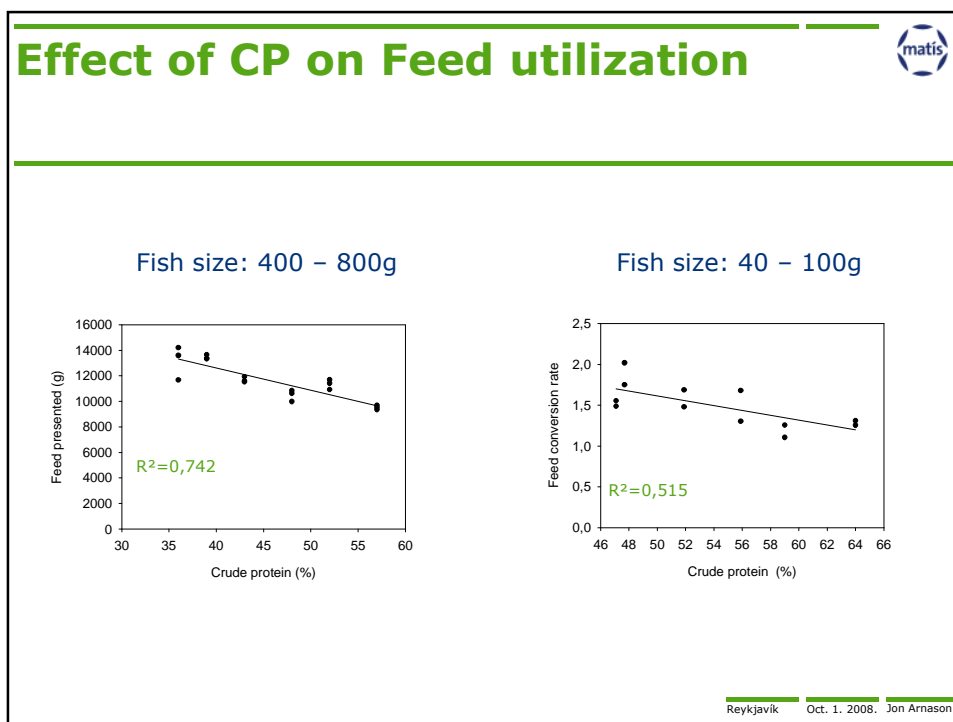 Effect of CP on Feed utilization
matís
Fish size: 400 – 800g
Feed presented (g)
16000
14000
12000
10000
8000
6000
4000
2000
0
R²=0,742
30 35 40 45 50 55 60
Crude protein (%)
Fish size: 40 – 100g
Feed conversion rate
2,5
2,0
1,5
1,0
0,5
0,0
R²=0,515
46 48 50 52 54 56 58 60 62 64 66
Crude protein (%)
Reykjavík Oct. 1. 2008. Jon Arnason